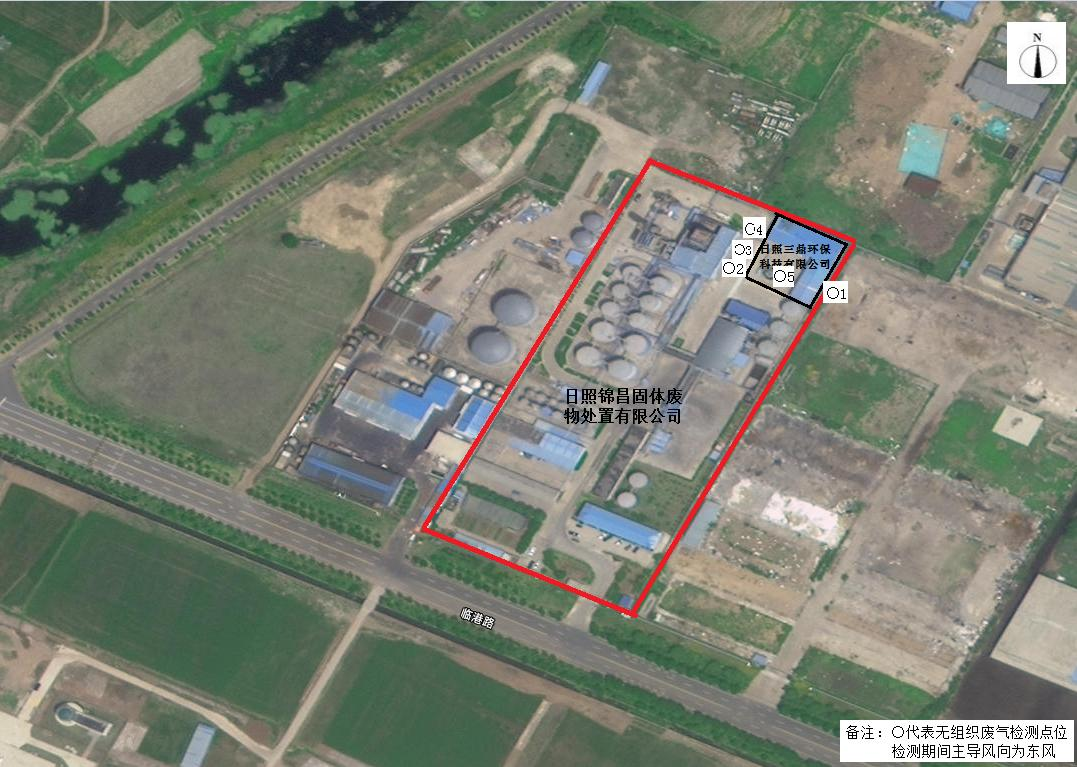 N
○4
○3
日照三鼎环保
科技有限公司
○2
○5
○1
日照锦昌固体废
物处置有限公司
临港路
备注：○代表无组织废气检测点位
检测期间主导风向为东风